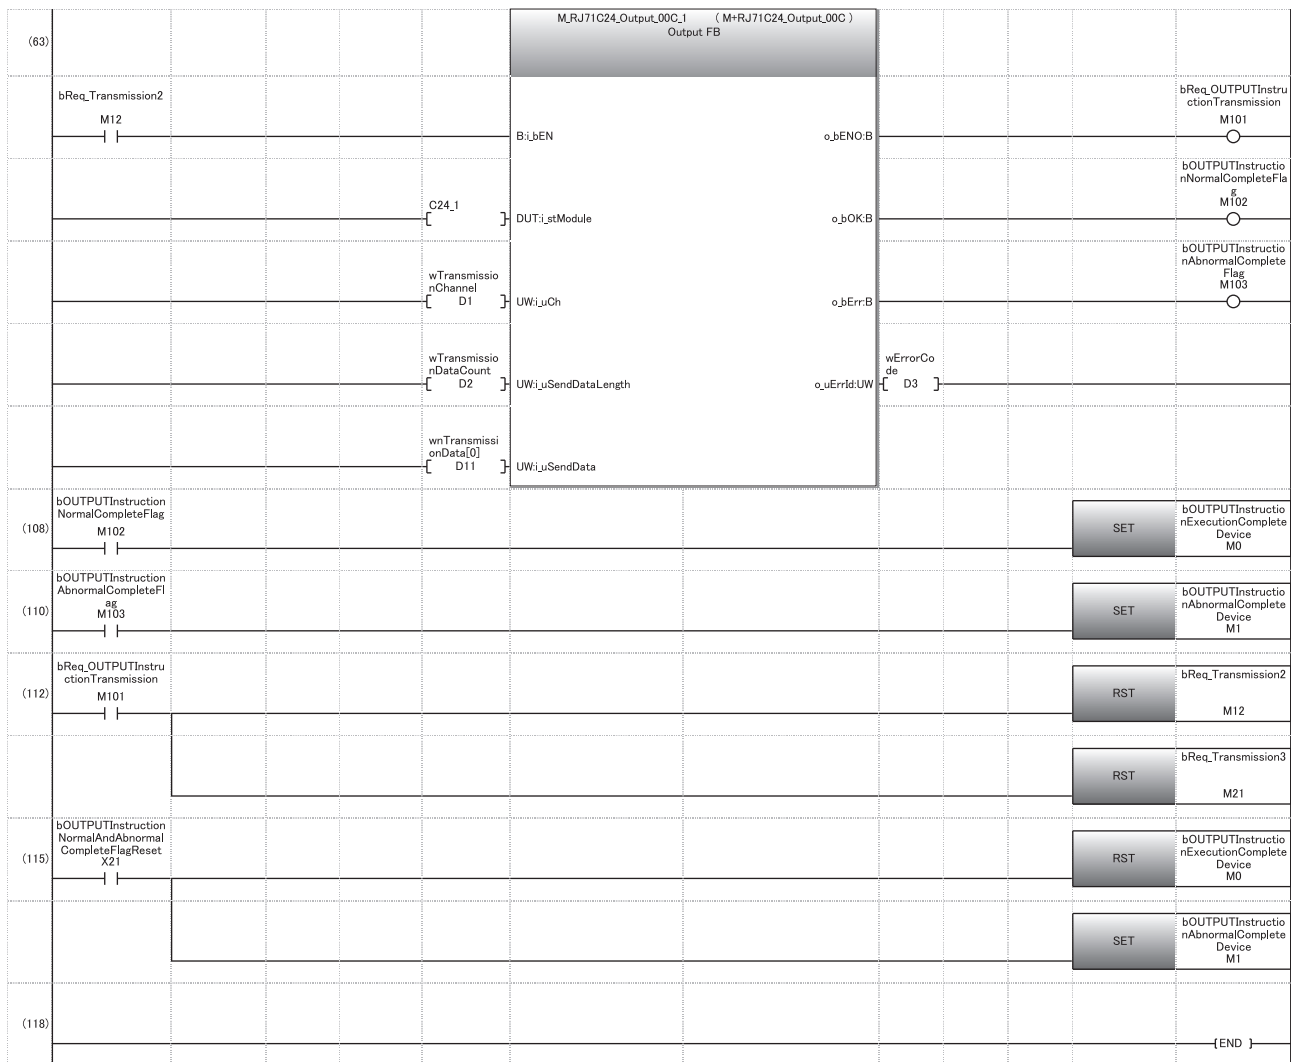 M_RJ71C24_Output_00C_1 ( M+RJ71C24_Output_00C )
Output FB
(63)
bReq_Transmission2
M12
B:i_bEN
o_bENO:B
bReq_OUTPUTInstru
ctionTransmission
M101
C24_1
DUT:i_stModule
o_bOK:B
bOUTPUTInstructio
nNormalCompleteFla
g
M102
wTransmissio
nChannel
D1
UW:i_uCh
o_bErr:B
bOUTPUTInstructio
nAbnormalComplete
Flag
M103
wTransmissio
nDataCount
D2
UW:i_uSendDataLength
o_uErrId:UW
wErrorCo
de
D3
wnTransmissi
onData[0]
D11
UW:i_uSendData
(108)
bOUTPUTInstruction
NormalCompleteFlag
M102
SET
bOUTPUTInstructio
nExecutionComplete
Device
M0
(110)
bOUTPUTInstruction
AbnormalCompleteFl
ag
M103
SET
bOUTPUTInstructio
nAbnormalComplete
Device
M1
(112)
bReq_OUTPUTInstru
ctionTransmission
M101
RST
bReq_Transmission2
M12
RST
bReq_Transmission3
M21
(115)
bOUTPUTInstruction
NormalAndAbnormal
CompleteFlagReset
X21
RST
bOUTPUTInstructio
nExecutionComplete
Device
M0
SET
bOUTPUTInstructio
nAbnormalComplete
Device
M1
(118)
[END ]